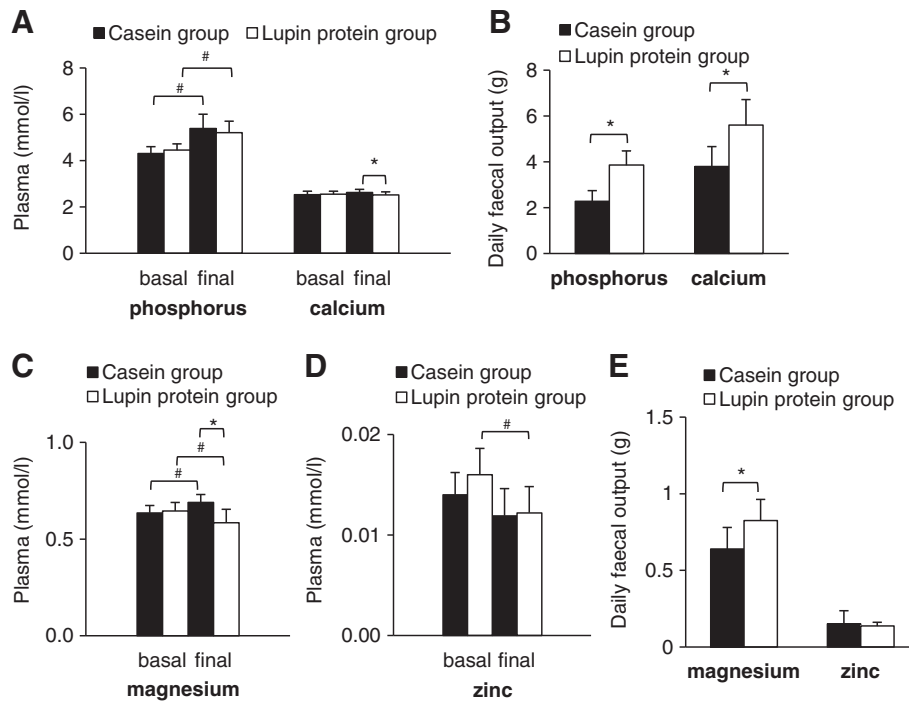 A
■ Casein group □ Lupin protein group
Plasma (mmol/l)
8
6
4
2
0
#
#
*
basal final
basal final
phosphorus
calcium
B
■ Casein group
□ Lupin protein group
Daily faecal output (g)
8
6
4
2
0
*
*
phosphorus
calcium
C
■ Casein group
□ Lupin protein group
Plasma (mmol/l)
1.0
0.5
0.0
*
#
#
basal final
magnesium
D
■ Casein group
□ Lupin protein group
Plasma (mmol/l)
0.02
0.01
0.00
#
basal final
zinc
E
■ Casein group
□ Lupin protein group
Daily faecal output (g)
1.5
1
0.5
0
*
magnesium
zinc